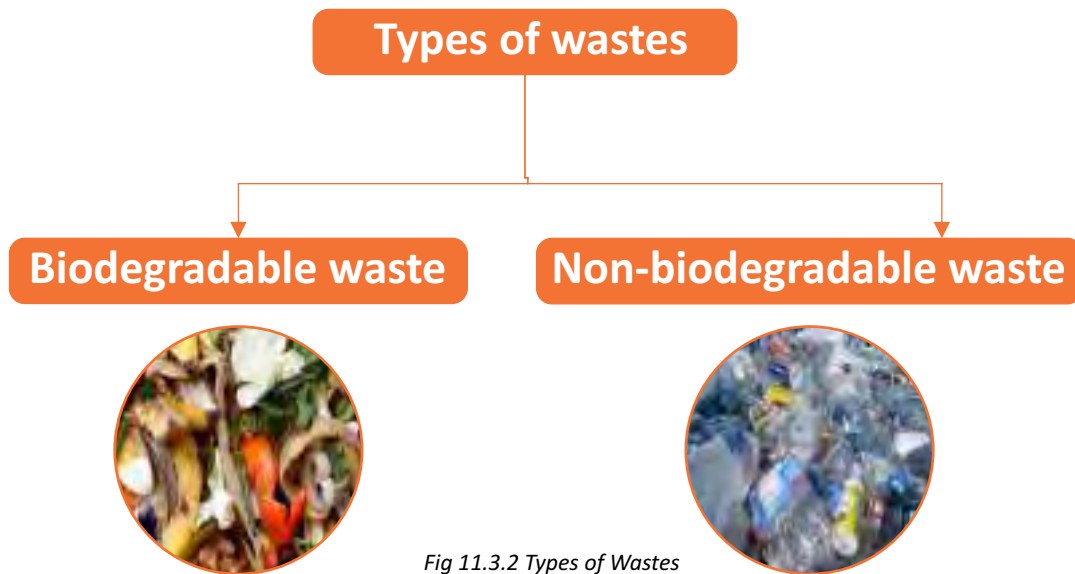 Types of wastes
Biodegradable waste
Non-biodegradable waste
Fig 11.3.2 Types of Wastes